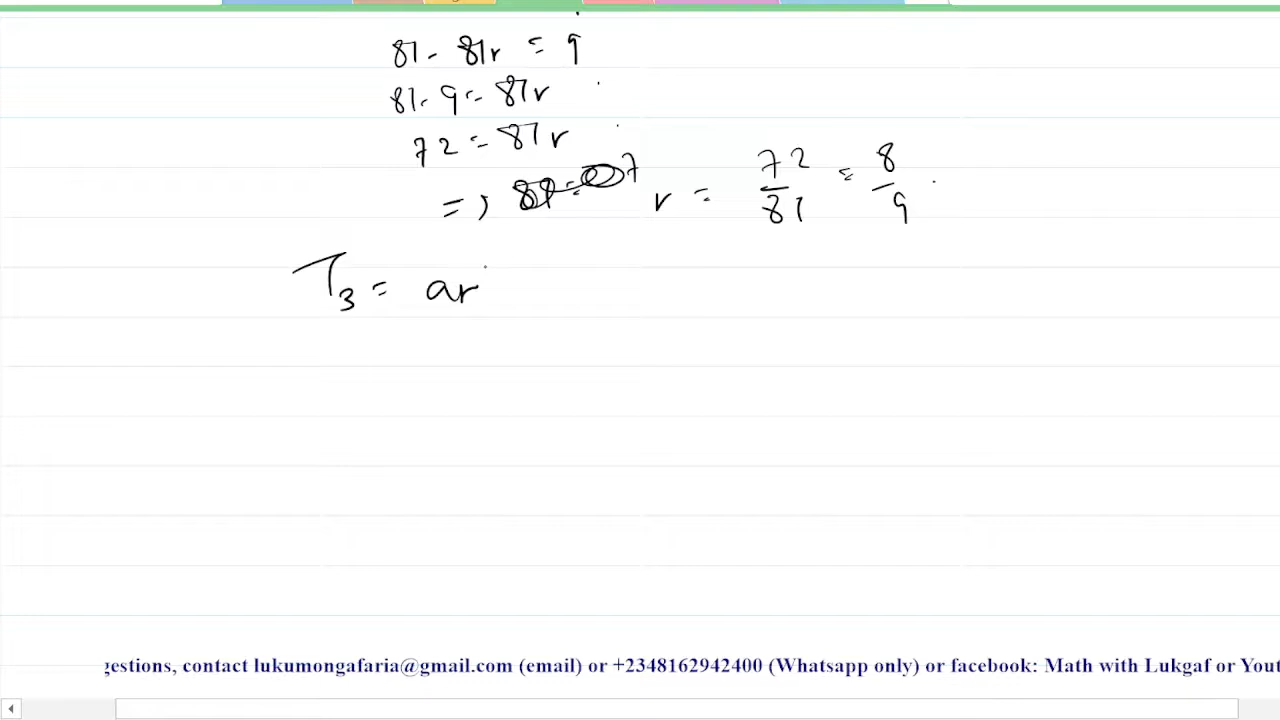 81 - 81r = 9
81 - 9 = 81r
72 = 81r
=> r = 72/81 = 8/9
T3 = ar
gestions, contact lukumongafaria@gmail.com (email) or +2348162942400 (Whatsapp only) or facebook: Math with Lukgaf or Yout